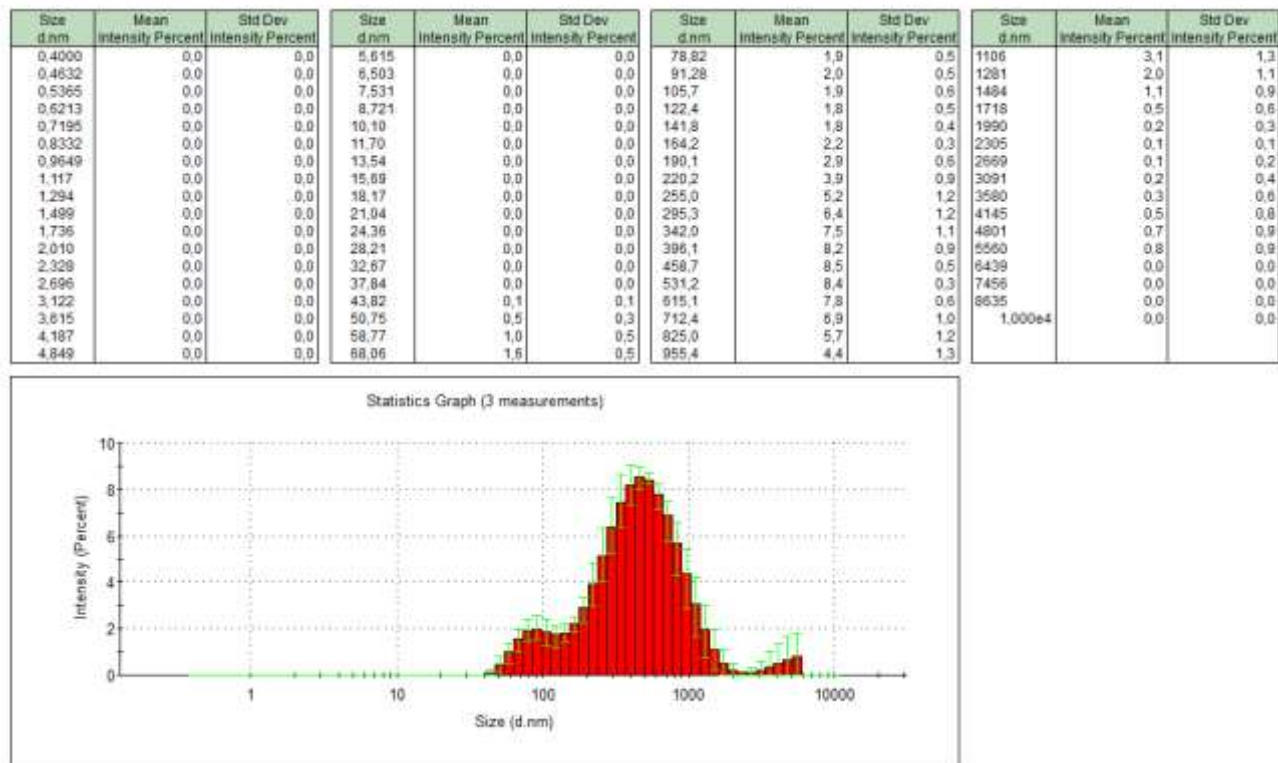 Size Mean Std Dev Size Mean Std Dev Size Mean Std Dev Size Mean Std Dev
d.nm Intensity Percent Intensity Percent d.nm Intensity Percent Intensity Percent d.nm Intensity Percent Intensity Percent d.nm Intensity Percent Intensity Percent
0,4000 0,0 0,0 5,615 0,0 0,0 78,82 1,9 0,5 1106 3,1 1,3
0,4632 0,0 0,0 6,503 0,0 0,0 91,28 2,0 0,5 1281 2,0 1,1
0,5365 0,0 0,0 7,531 0,0 0,0 105,7 1,9 0,6 1484 1,1 0,9
0,6213 0,0 0,0 8,721 0,0 0,0 122,4 1,8 0,5 1718 0,5 0,6
0,7195 0,0 0,0 10,10 0,0 0,0 141,8 1,8 0,4 1990 0,2 0,3
0,8332 0,0 0,0 11,70 0,0 0,0 164,2 2,2 0,3 2305 0,1 0,1
0,9649 0,0 0,0 13,54 0,0 0,0 190,1 2,9 0,6 2669 0,1 0,2
1,117 0,0 0,0 15,69 0,0 0,0 220,2 3,9 0,9 3091 0,2 0,4
1,294 0,0 0,0 18,17 0,0 0,0 255,0 5,2 1,2 3580 0,3 0,6
1,499 0,0 0,0 21,04 0,0 0,0 295,3 6,4 1,2 4145 0,5 0,8
1,736 0,0 0,0 24,36 0,0 0,0 342,0 7,5 1,1 4801 0,7 0,9
2,010 0,0 0,0 28,21 0,0 0,0 396,1 8,2 0,9 5560 0,8 0,9
2,328 0,0 0,0 32,67 0,0 0,0 458,7 8,5 0,5 6439 0,0 0,0
2,696 0,0 0,0 37,84 0,0 0,0 531,2 8,4 0,3 7456 0,0 0,0
3,122 0,0 0,0 43,82 0,1 0,1 615,1 7,8 0,6 8635 0,0 0,0
3,615 0,0 0,0 50,75 0,5 0,3 712,4 6,9 1,0 1,000e4 0,0 0,0
4,187 0,0 0,0 58,77 1,0 0,5 825,0 5,7 1,2
4,849 0,0 0,0 68,06 1,6 0,5 955,4 4,4 1,3
Statistics Graph (3 measurements)
Intensity (Percent)
10
8
6
4
2
0
1 10 100 1000 10000
Size (d.nm)